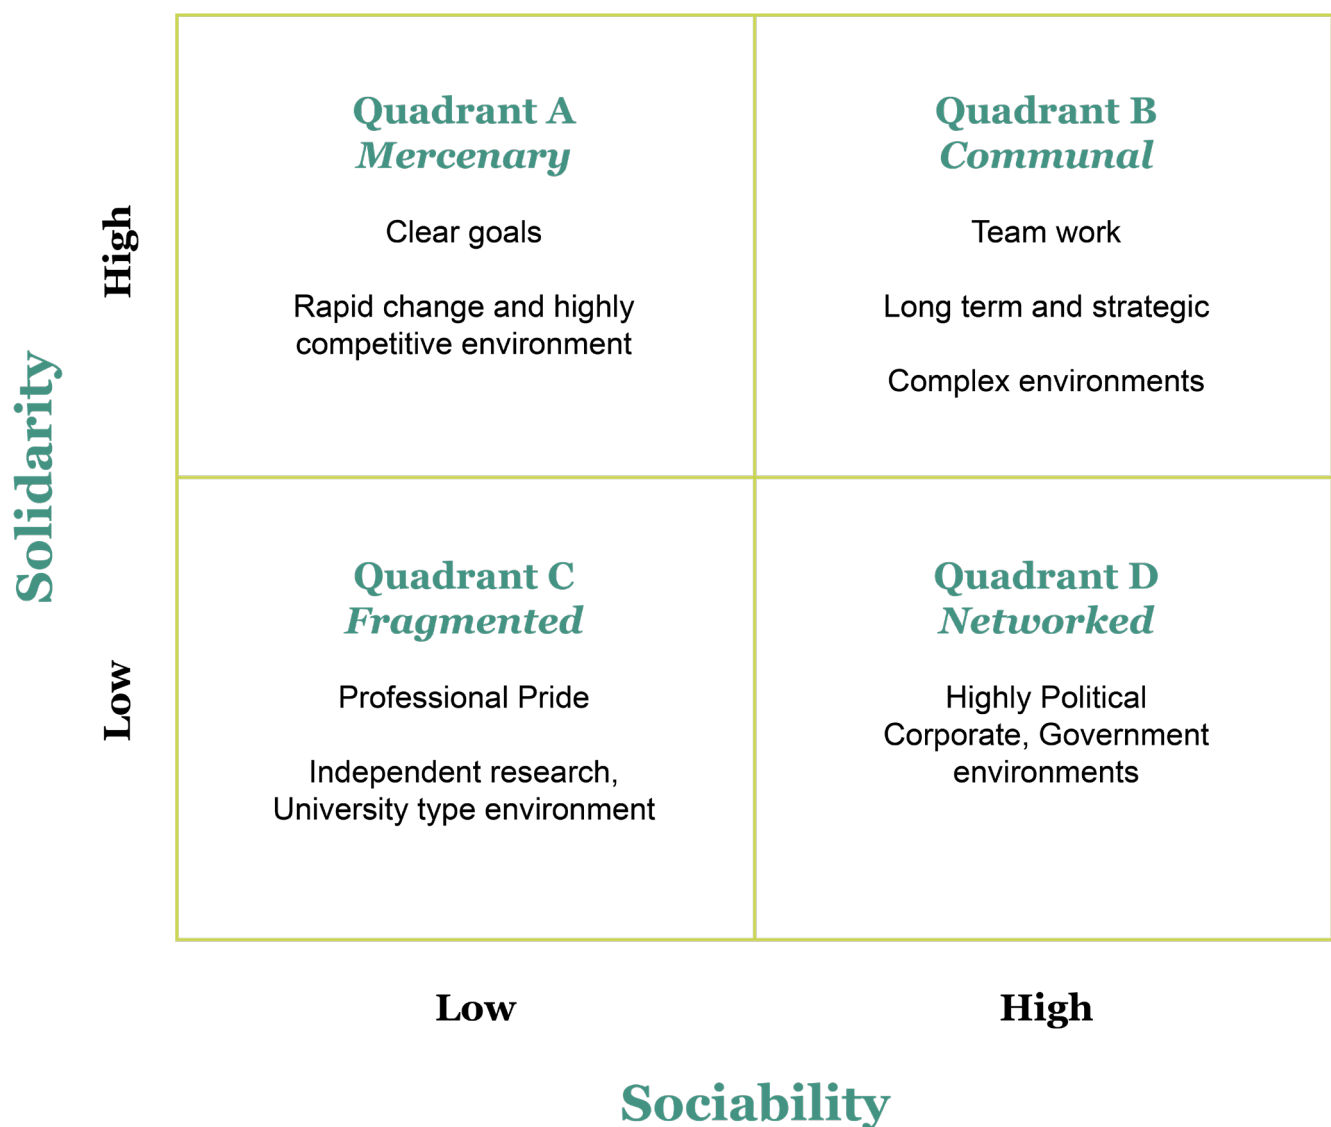 Solidarity
High
Low
Quadrant A
Mercenary
Clear goals
Rapid change and highly
competitive environment
Quadrant B
Communal
Team work
Long term and strategic
Complex environments
Quadrant C
Fragmented
Professional Pride
Independent research,
University type environment
Quadrant D
Networked
Highly Political
Corporate, Government
environments
Low
High
Sociability